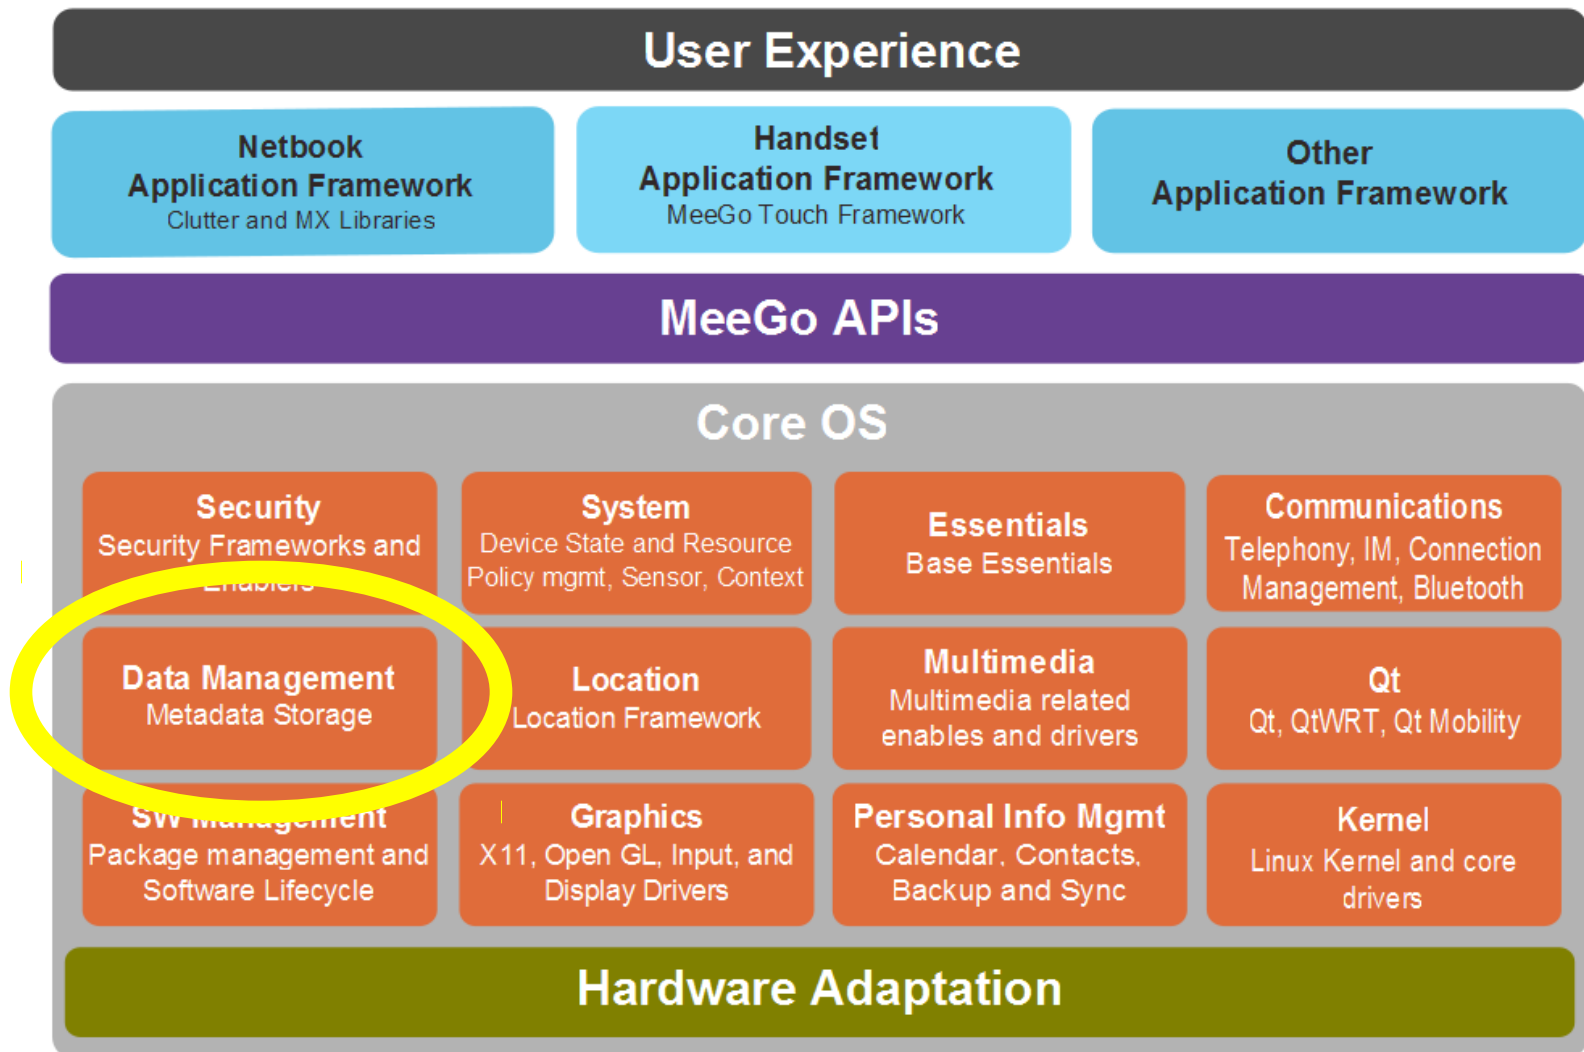 User Experience
Netbook
Application Framework
Clutter and MX Libraries
Handset
Application Framework
MeeGo Touch Framework
Other
Application Framework
MeeGo APIs
Core OS
Security
Security Frameworks and
Enablers
System
Device State and Resource
Policy mgmt, Sensor, Context
Essentials
Base Essentials
Communications
Telephony, IM, Connection
Management, Bluetooth
Data Management
Metadata Storage
Location
Location Framework
Multimedia
Multimedia related
enables and drivers
Qt
Qt, QtWRT, Qt Mobility
SW Management
Package management and
Software Lifecycle
Graphics
X11, Open GL, Input, and
Display Drivers
Personal Info Mgmt
Calendar, Contacts,
Backup and Sync
Kernel
Linux Kernel and core
drivers
Hardware Adaptation